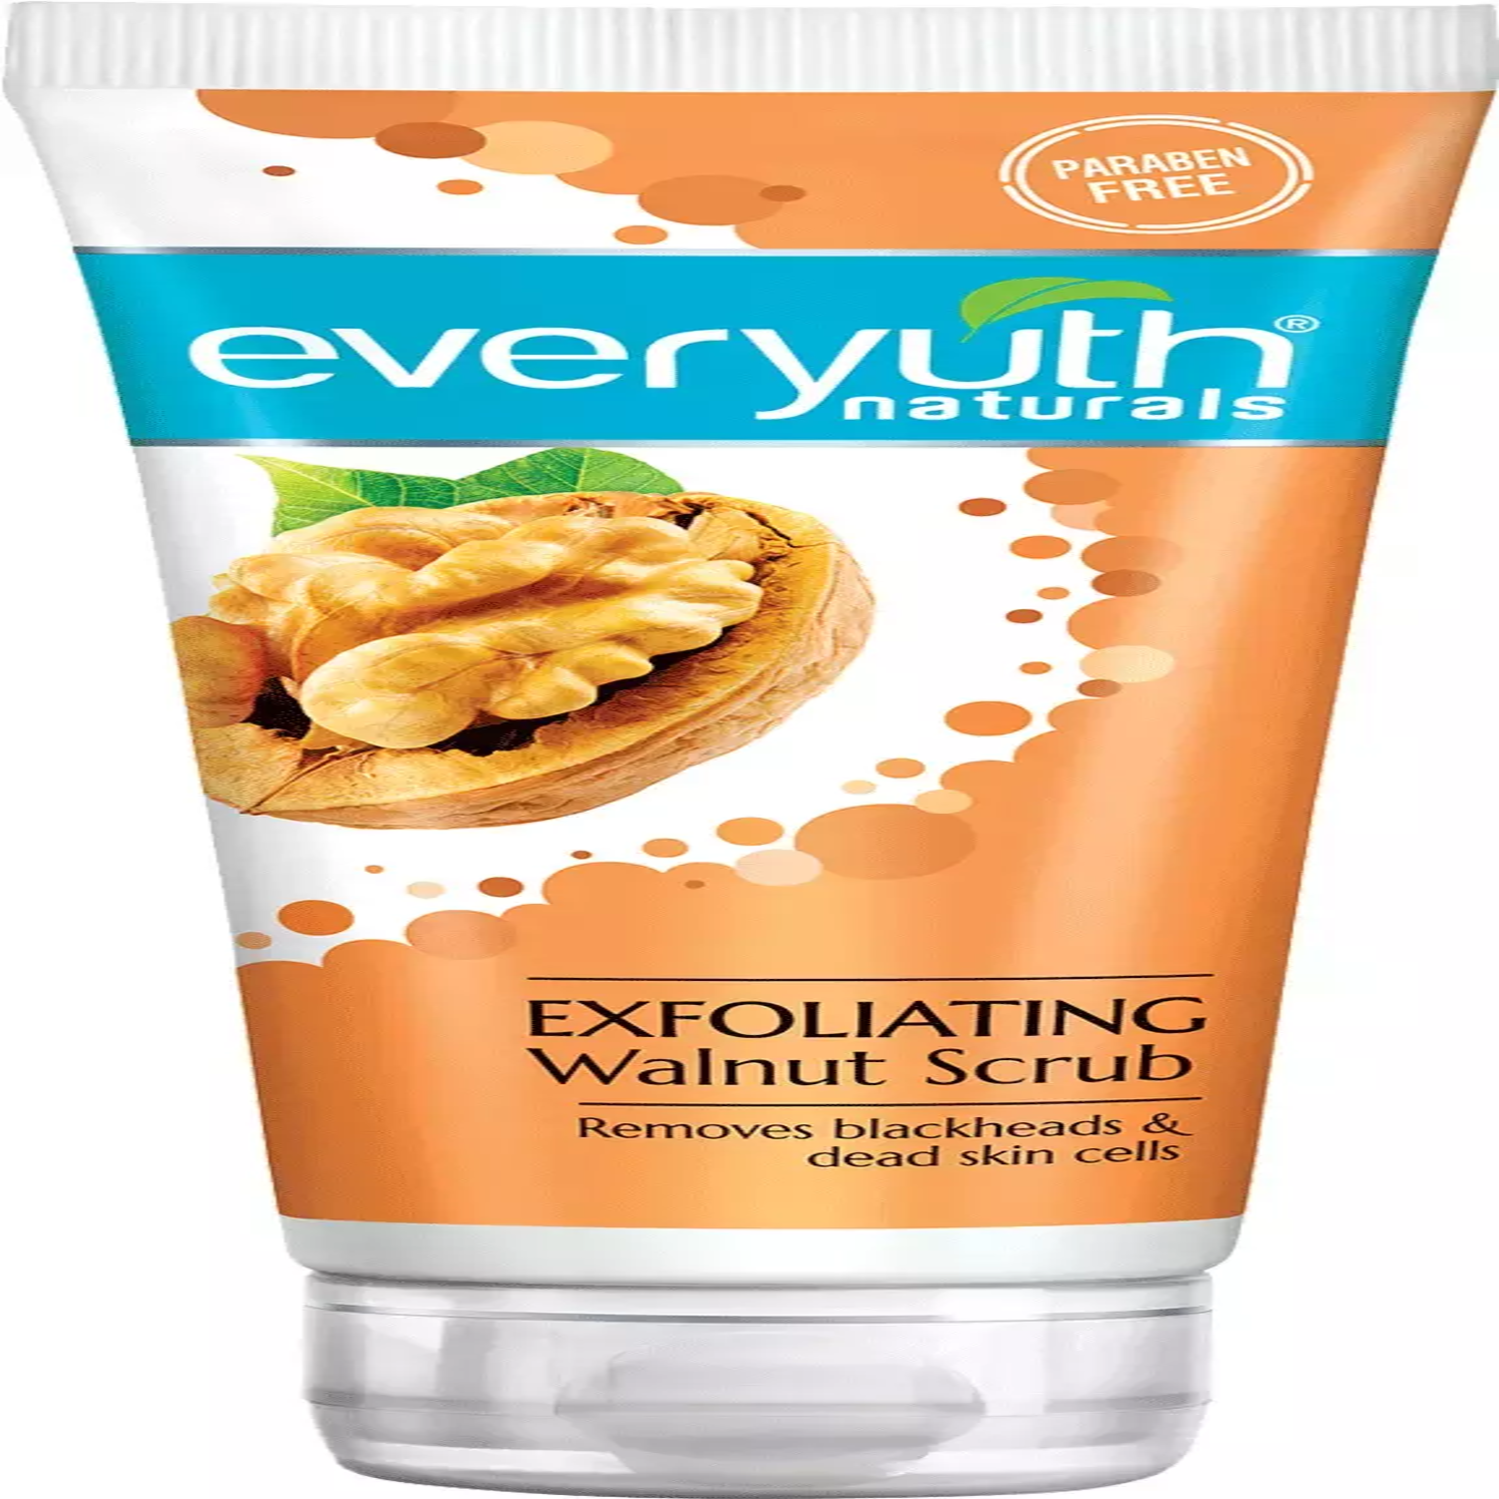 PARABEN
FREE
everyuth®
naturals
EXFOLIATING
Walnut Scrub
Removes blackheads &
dead skin cells